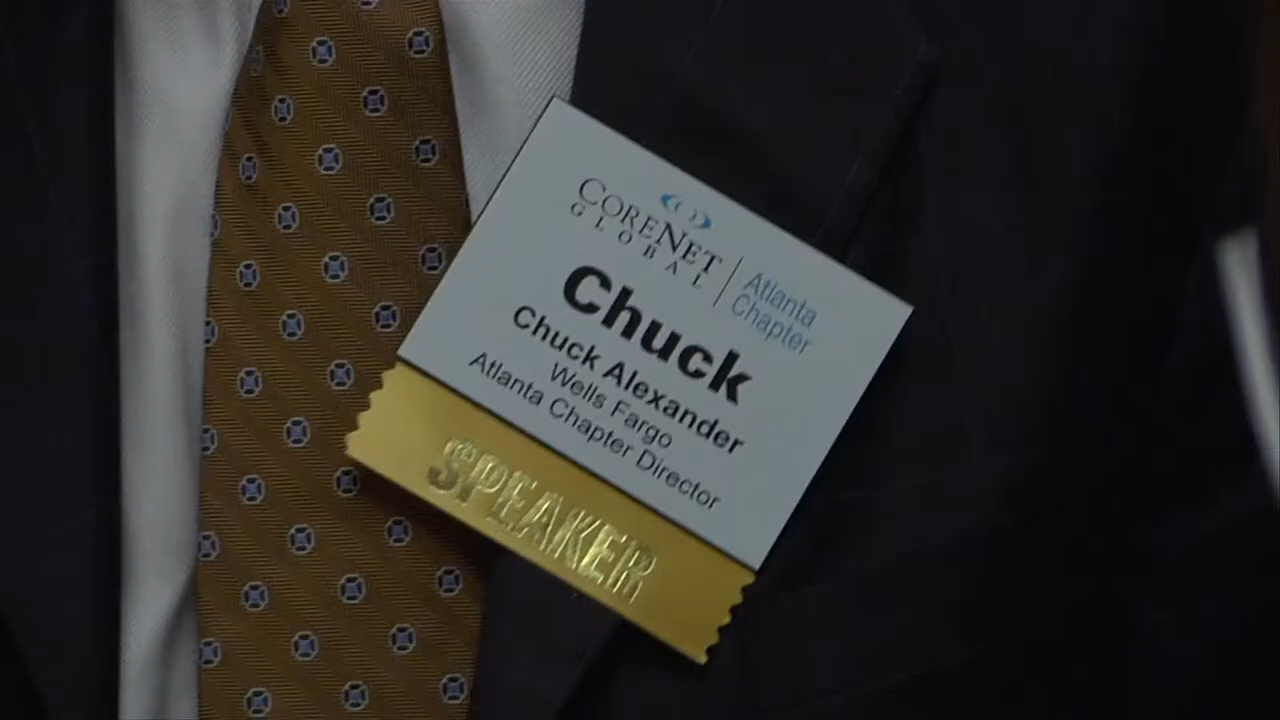 CORENET
GLOBAL
Atlanta
Chapter
Chuck
Chuck Alexander
Wells Fargo
Atlanta Chapter Director
SPEAKER